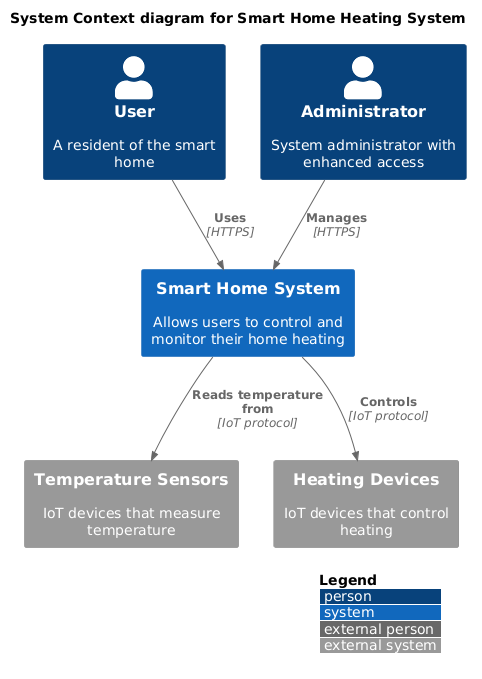 System Context diagram for Smart Home Heating System
User
A resident of the smart
home
Administrator
System administrator with
enhanced access
Uses
[HTTPS]
Manages
[HTTPS]
Smart Home System
Allows users to control and
monitor their home heating
Reads temperature
from
[IoT protocol]
Controls
[IoT protocol]
Temperature Sensors
IoT devices that measure
temperature
Heating Devices
IoT devices that control
heating
Legend
person
system
external person
external system